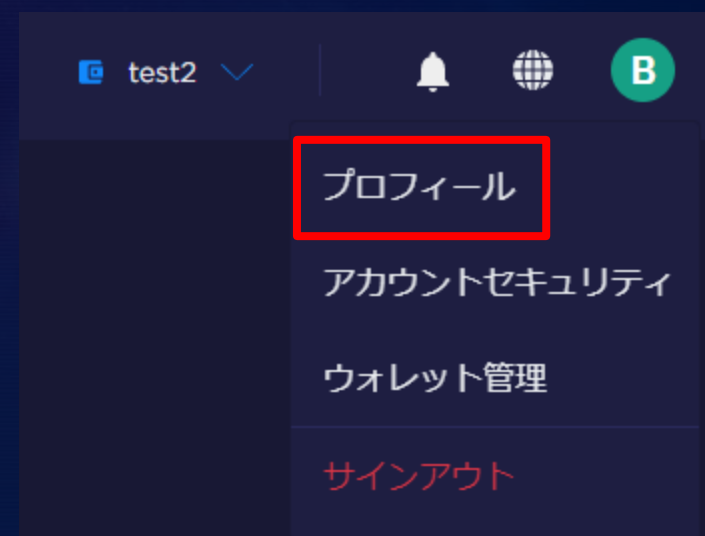 test2
B
プロフィール
アカウントセキュリティ
ウォレット管理
サインアウト